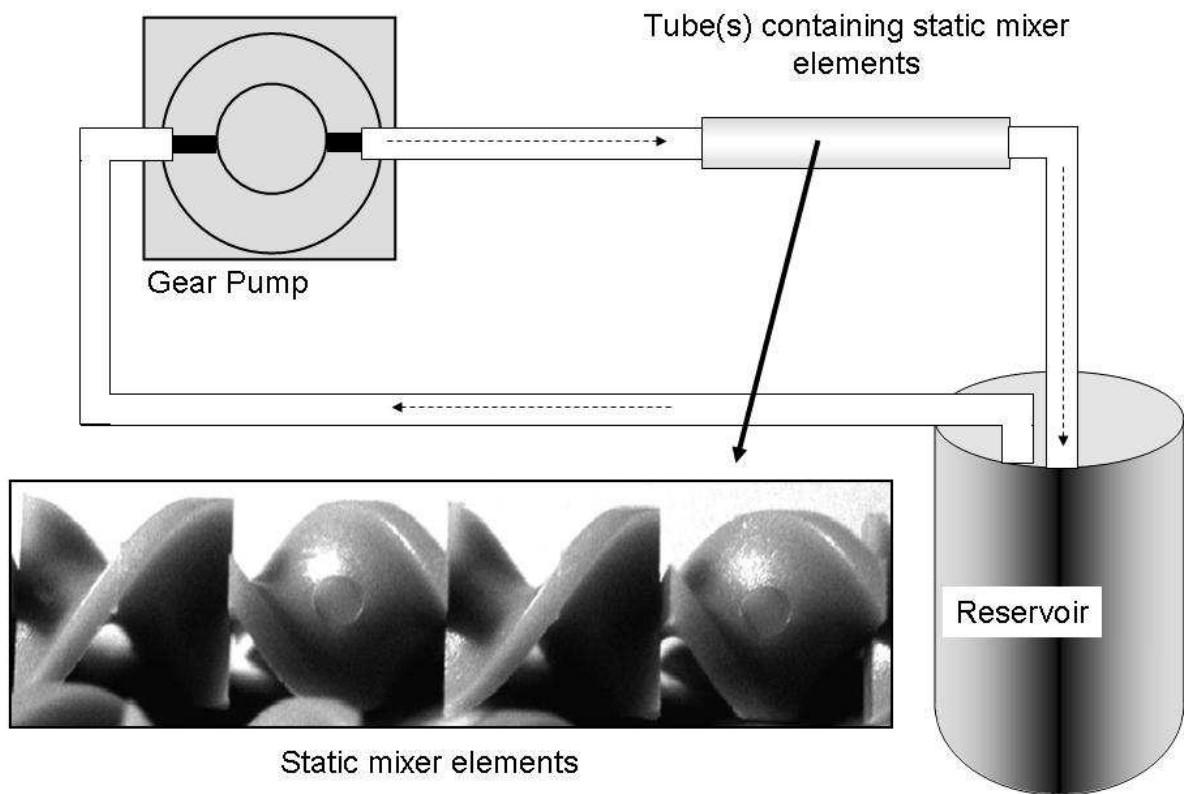 Tube(s) containing static mixer
elements
Gear Pump
Reservoir
Static mixer elements